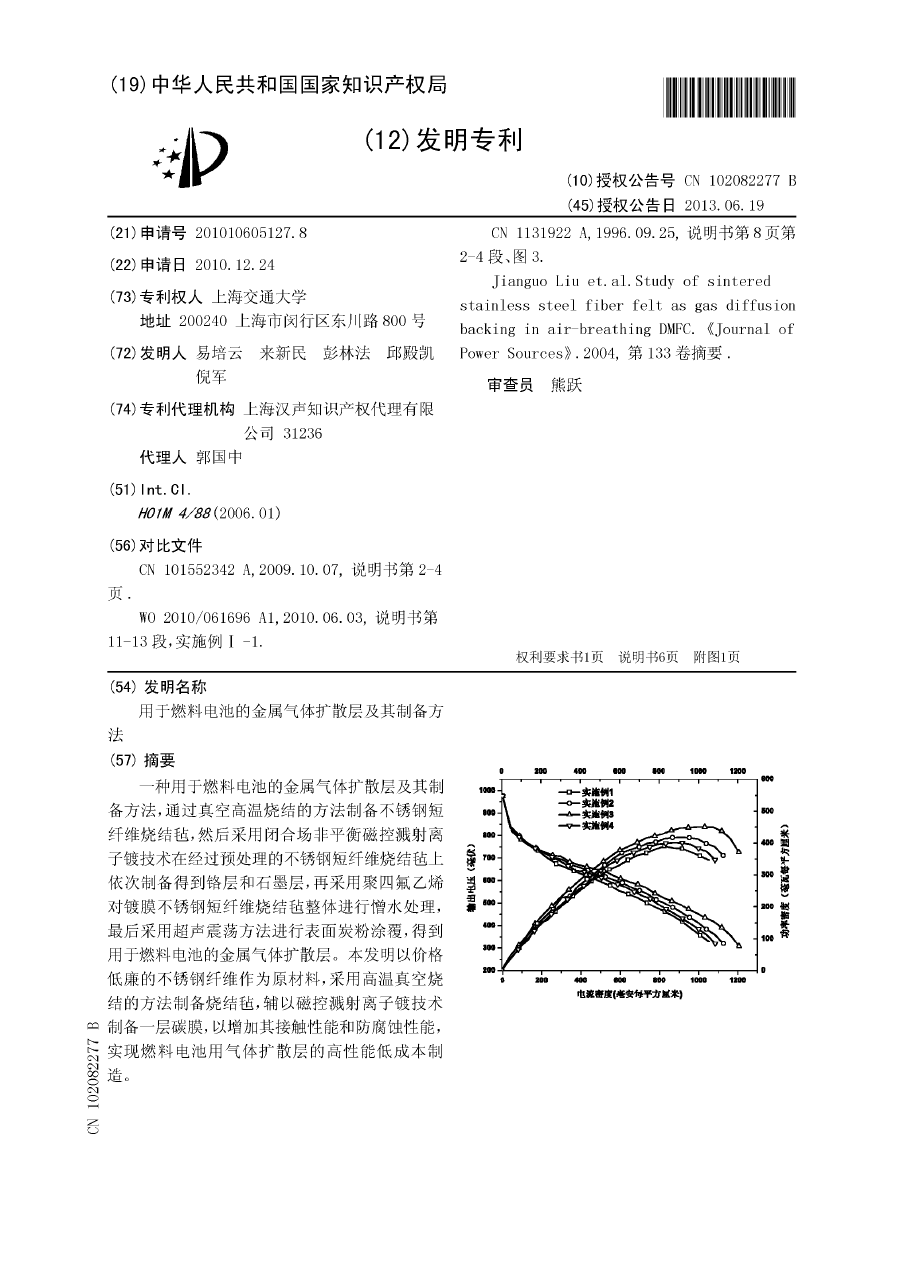 (19)中华人民共和国国家知识产权局
(12)发明专利
(10)授权公告号 CN 102082277 B
(45)授权公告日 2013.06.19
(21)申请号 201010605127.8
(22)申请日 2010.12.24
(73)专利权人 上海交通大学
地址 200240 上海市闵行区东川路800号
(72)发明人 易培云 来新民 彭林法 邱殿凯
倪军
(74)专利代理机构 上海汉声知识产权代理有限
公司 31236
代理人 郭国中
(51)Int.Cl.
H01M 4/88(2006.01)
(56)对比文件
CN 101552342 A,2009.10.07, 说明书第2-4
页.
WO 2010/061696 A1,2010.06.03, 说明书第
11-13段,实施例Ⅰ-1.
CN 1131922 A,1996.09.25, 说明书第8页第
2-4段、图3.
Jianguo Liu et.al.Study of sintered
stainless steel fiber felt as gas diffusion
backing in air-breathing DMFC.《Journal of
Power Sources》.2004, 第133卷摘要.
审查员 熊跃
权利要求书1页 说明书6页 附图1页
(54)发明名称
用于燃料电池的金属气体扩散层及其制备方
法
(57)摘要
一种用于燃料电池的金属气体扩散层及其制
备方法,通过真空高温烧结的方法制备不锈钢短
纤维烧结毡,然后采用闭合场非平衡磁控溅射离
子镀技术在经过预处理的不锈钢短纤维烧结毡上
依次制备得到铬层和石墨层,再采用聚四氟乙烯
对镀膜不锈钢短纤维烧结毡整体进行憎水处理,
最后采用超声震荡方法进行表面炭粉涂覆,得到
用于燃料电池的金属气体扩散层。本发明以价格
低廉的不锈钢纤维作为原材料,采用高温真空烧
结的方法制备烧结毡,辅以磁控溅射离子镀技术
制备一层碳膜,以增加其接触性能和防腐蚀性能,
实现燃料电池用气体扩散层的高性能低成本制
造。
0 200 400 600 800 1000 1200
1000
900
800
700
600
500
400
300
200
600
500
400
300
200
100
0
实施例1
实施例2
实施例3
实施例4
输出电压(毫伏)
功率密度(毫瓦每平方厘米)
0 200 400 600 800 1000 1200
电流密度(毫安每平方厘米)
CN 102082277 B